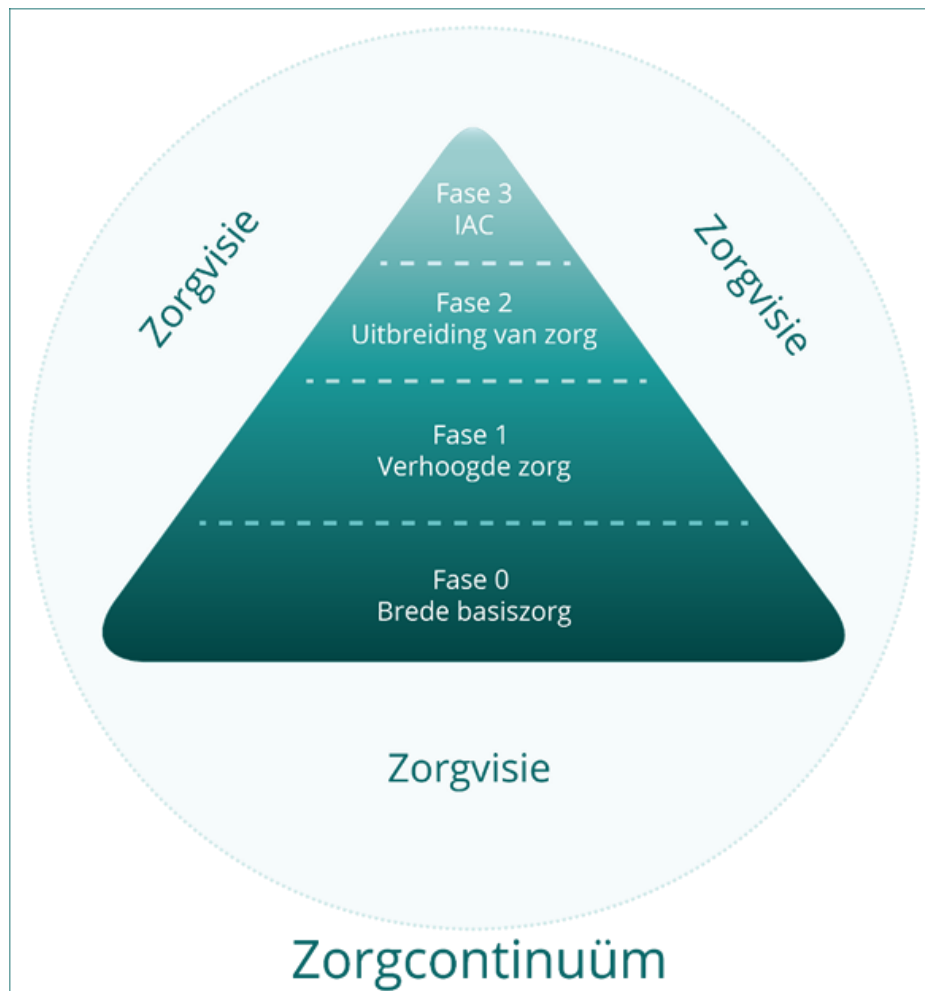 Zorgvisie
Zorgvisie
Fase 3
IAC
Fase 2
Uitbreiding van zorg
Fase 1
Verhoogde zorg
Fase 0
Brede basiszorg
Zorgvisie
Zorgcontinuüm